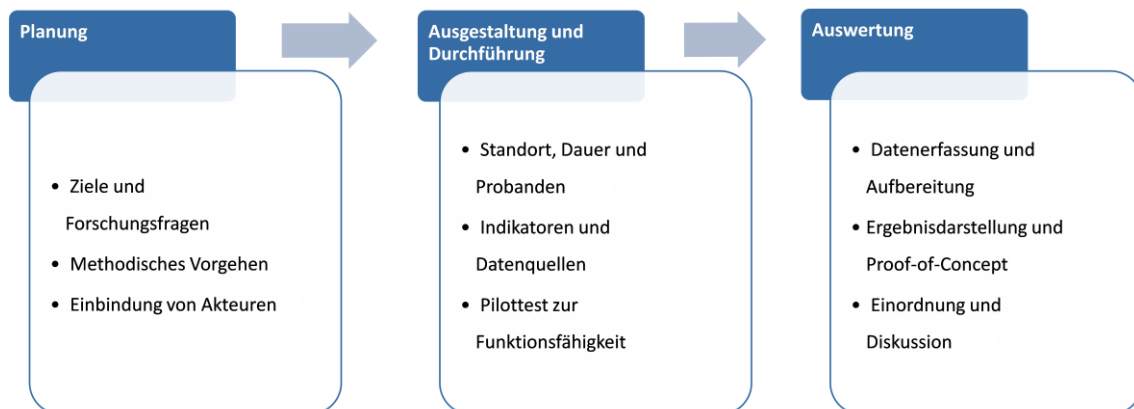 Planung
• Ziele und
Forschungsfragen
• Methodisches Vorgehen
• Einbindung von Akteuren
Ausgestaltung und
Durchführung
• Standort, Dauer und
Probanden
• Indikatoren und
Datenquellen
• Pilottest zur
Funktionsfähigkeit
Auswertung
• Datenerfassung und
Aufbereitung
• Ergebnisdarstellung und
Proof-of-Concept
• Einordnung und
Diskussion